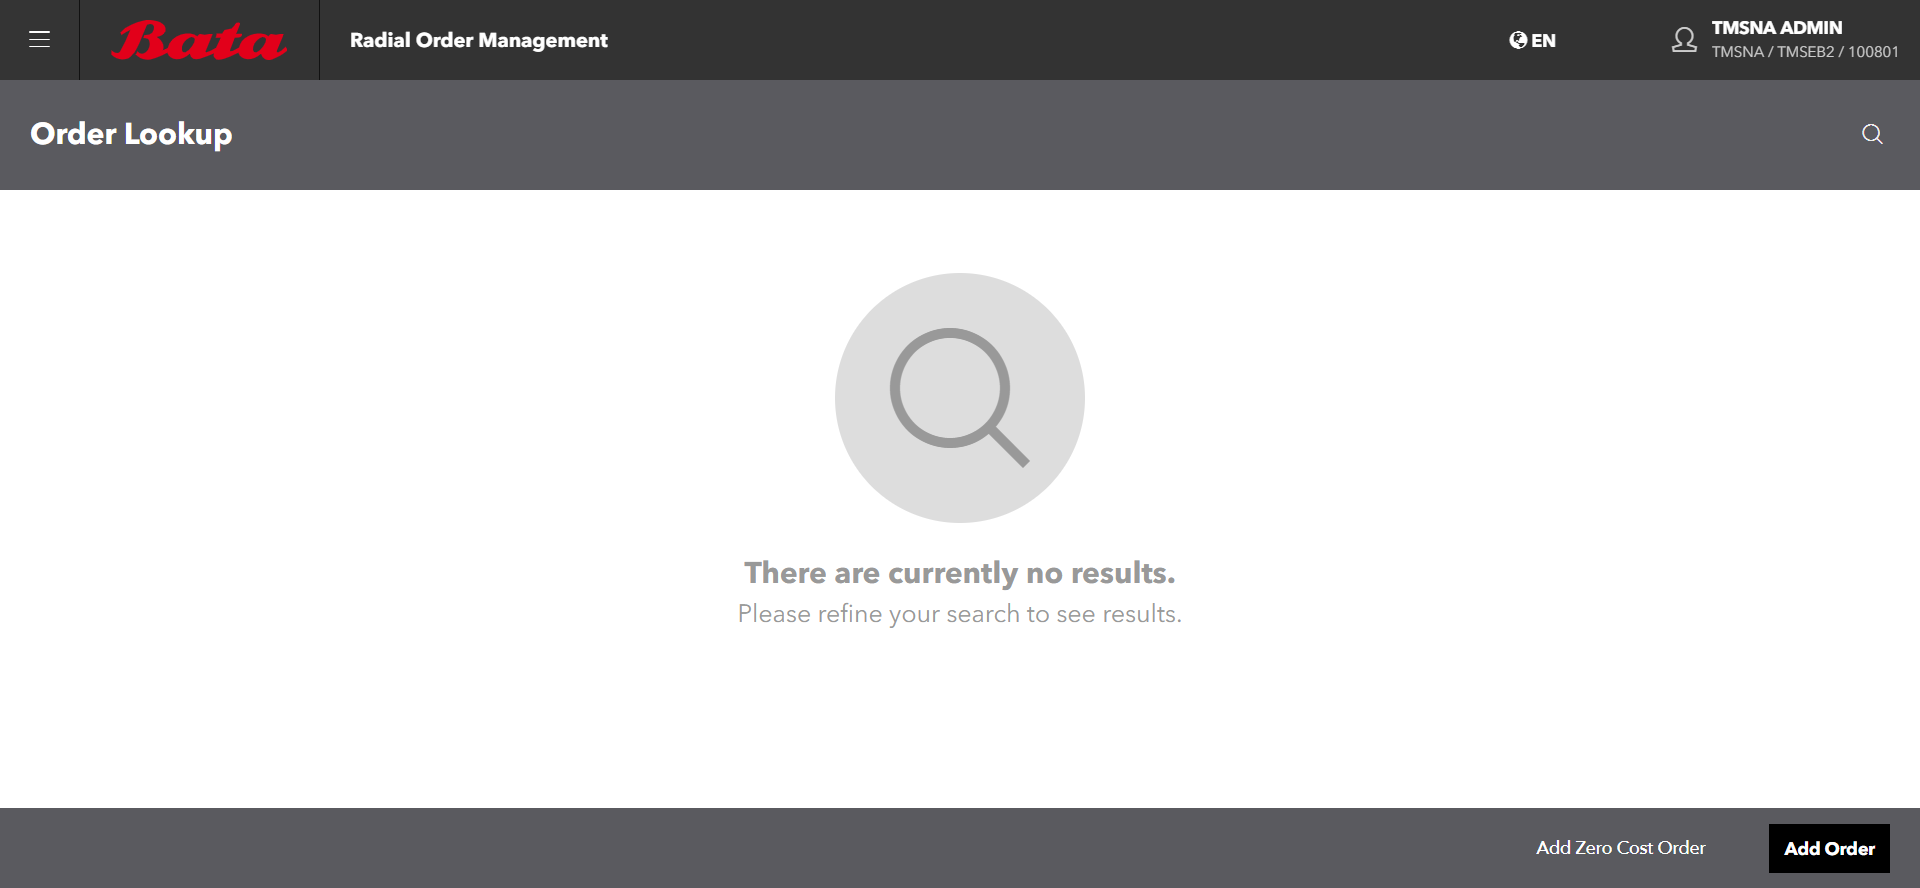 Bata
Radial Order Management
EN
TMSNA ADMIN
TMSNA / TMSEB2 / 100801
Order Lookup
There are currently no results.
Please refine your search to see results.
Add Zero Cost Order
Add Order